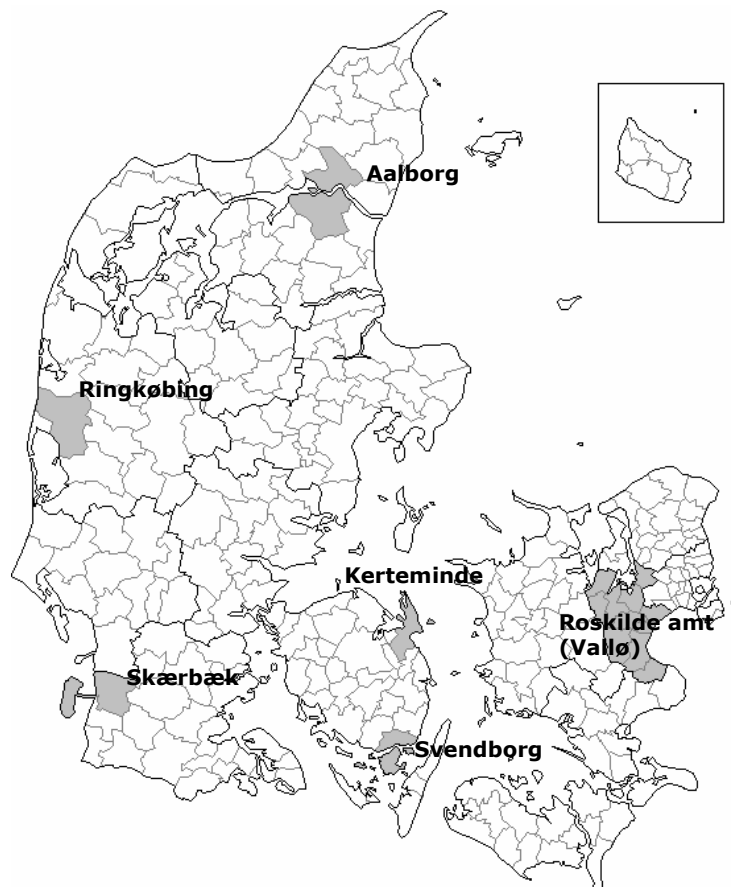 Aalborg
Ringkøbing
Kerteminde
Roskilde amt
(Vallø)
Skærbæk
Svendborg